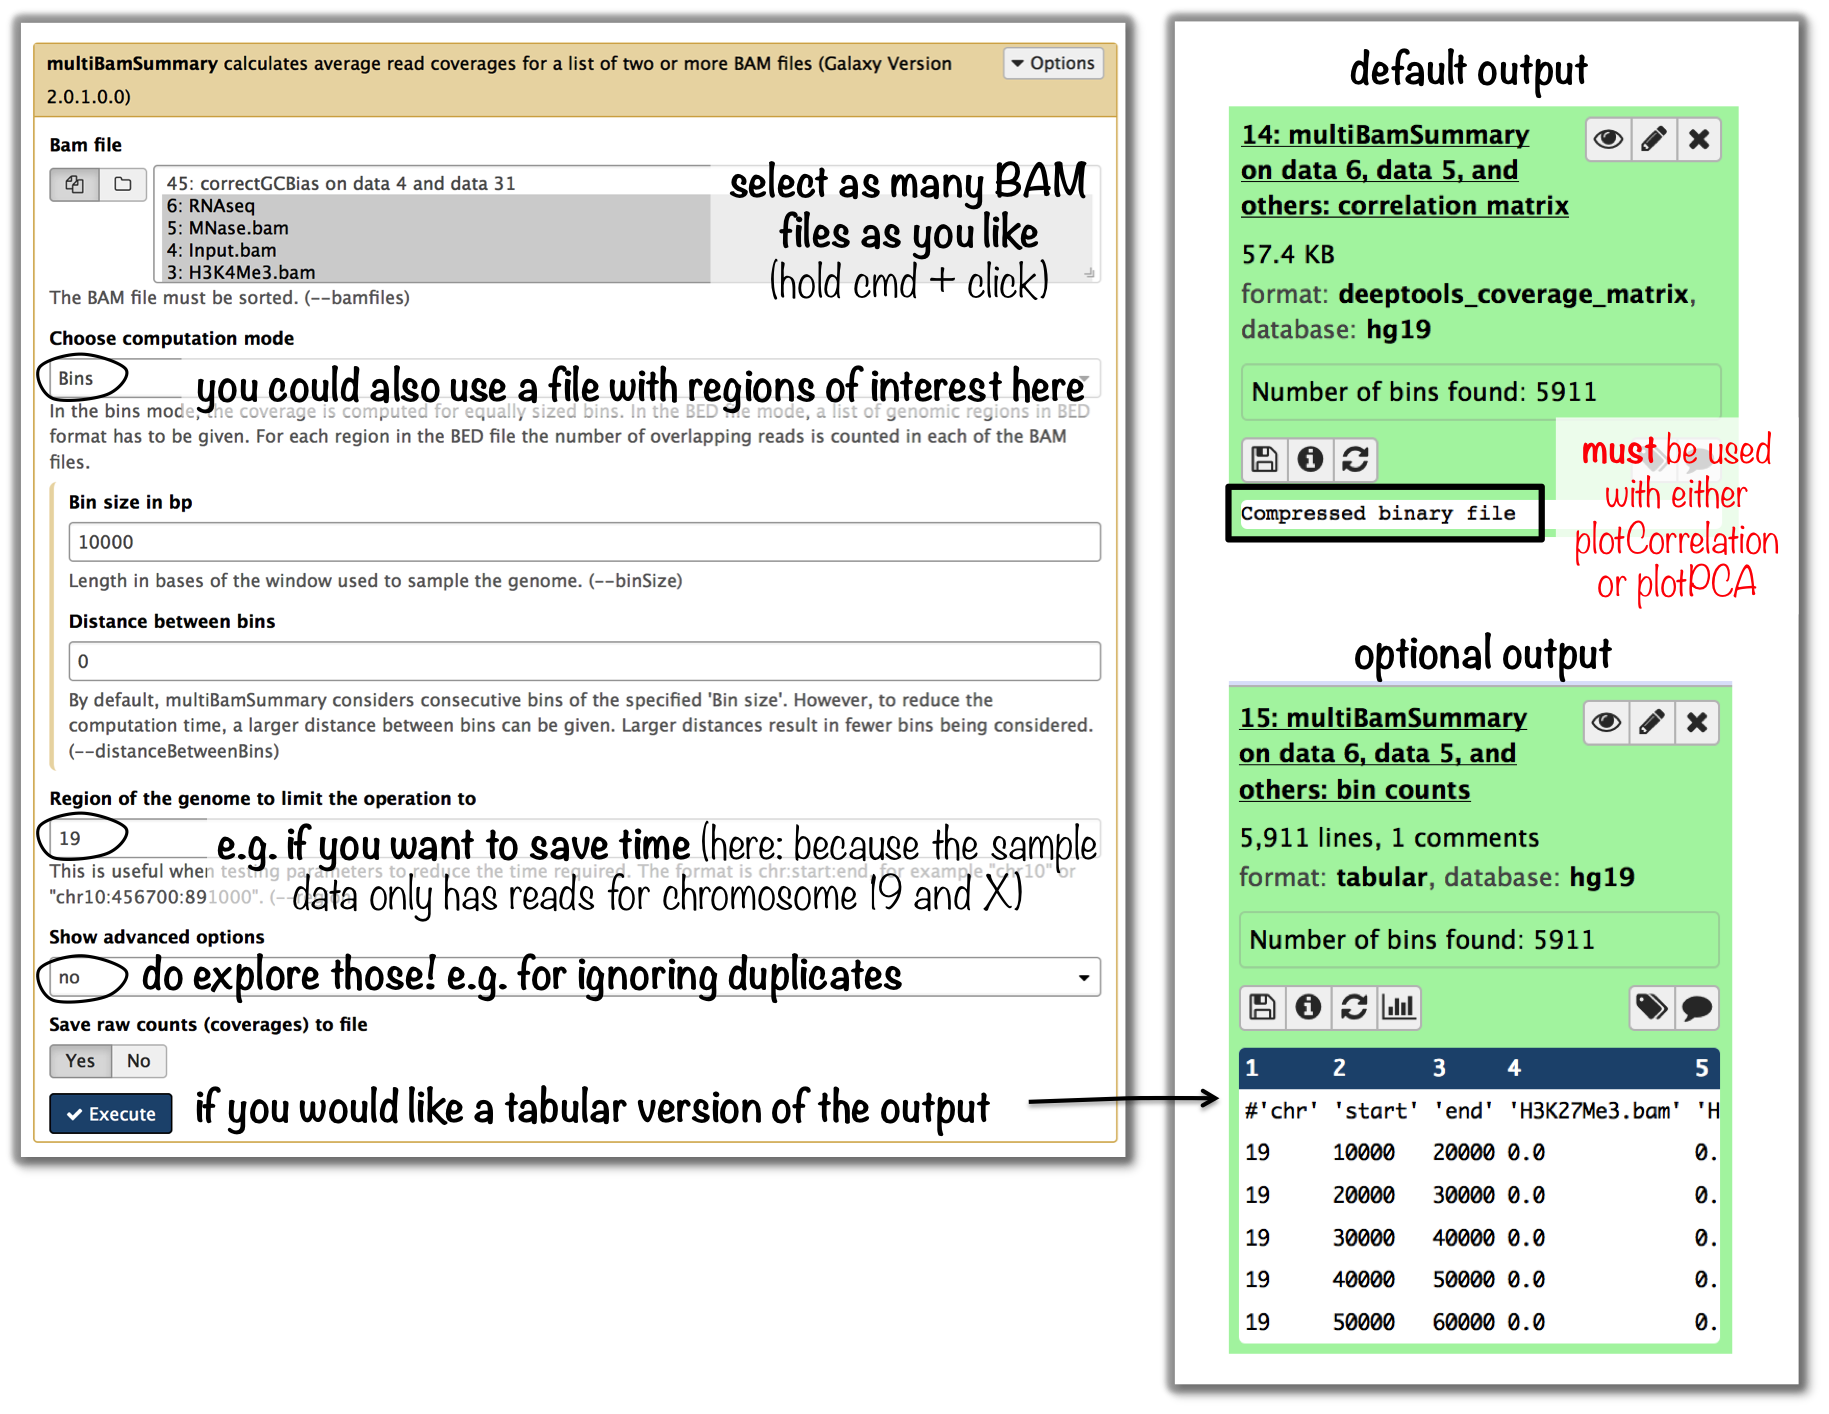 multiBamSummary calculates average read coverages for a list of two or more BAM files (Galaxy Version
2.0.1.0.0)
Options
Bam file
45: correctGCBias on data 4 and data 31
6: RNAseq
5: MNase.bam
4: Input.bam
3: H3K4Me3.bam
select as many BAM
files as you like
(hold cmd + click)
The BAM file must be sorted. (--bamfiles)
Choose computation mode
Bins
you could also use a file with regions of interest here
In the bins mode, the coverage is computed for equally sized bins. In the BED file mode, a list of genomic regions in BED
format has to be given. For each region in the BED file the number of overlapping reads is counted in each of the BAM
files.
Bin size in bp
10000
Length in bases of the window used to sample the genome. (--binSize)
Distance between bins
0
By default, multiBamSummary considers consecutive bins of the specified 'Bin size'. However, to reduce the
computation time, a larger distance between bins can be given. Larger distances result in fewer bins being considered.
(--distanceBetweenBins)
Region of the genome to limit the operation to
19
e.g. if you want to save time (here: because the sample
data only has reads for chromosome 19 and X)
This is useful when testing parameters to reduce the time required. The format is chr:start:end, for example "chr10" or
"chr10:456700:891000". (--region)
Show advanced options
no
do explore those! e.g. for ignoring duplicates
Save raw counts (coverages) to file
Yes No
Execute
if you would like a tabular version of the output
default output
14: multiBamSummary
on data 6, data 5, and
others: correlation matrix
57.4 KB
format: deeptools_coverage_matrix,
database: hg19
Number of bins found: 5911
Compressed binary file
must be used
with either
plotCorrelation
or plotPCA
optional output
15: multiBamSummary
on data 6, data 5, and
others: bin counts
5,911 lines, 1 comments
format: tabular, database: hg19
Number of bins found: 5911
1 2 3 4 5
#'chr' 'start' 'end' 'H3K27Me3.bam' 'H
19 10000 20000 0.0 0.
19 20000 30000 0.0 0.
19 30000 40000 0.0 0.
19 40000 50000 0.0 0.
19 50000 60000 0.0 0.